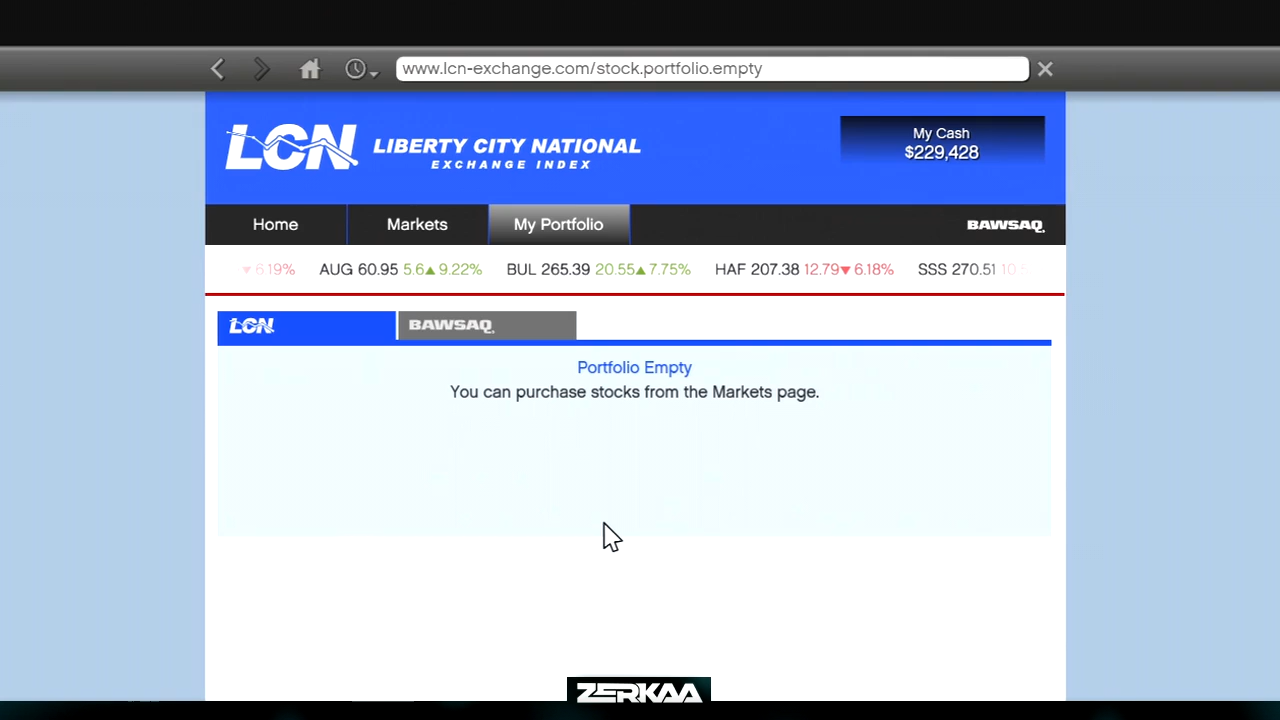 www.lcn-exchange.com/stock.portfolio.empty
LCN LIBERTY CITY NATIONAL
EXCHANGE INDEX
My Cash
$229,428
Home Markets My Portfolio BAWSAQ
6.19% AUG 60.95 5.6 9.22% BUL 265.39 20.55 7.75% HAF 207.38 12.79 6.18% SSS 270.51
LCN BAWSAQ
Portfolio Empty
You can purchase stocks from the Markets page.
ZERKAA